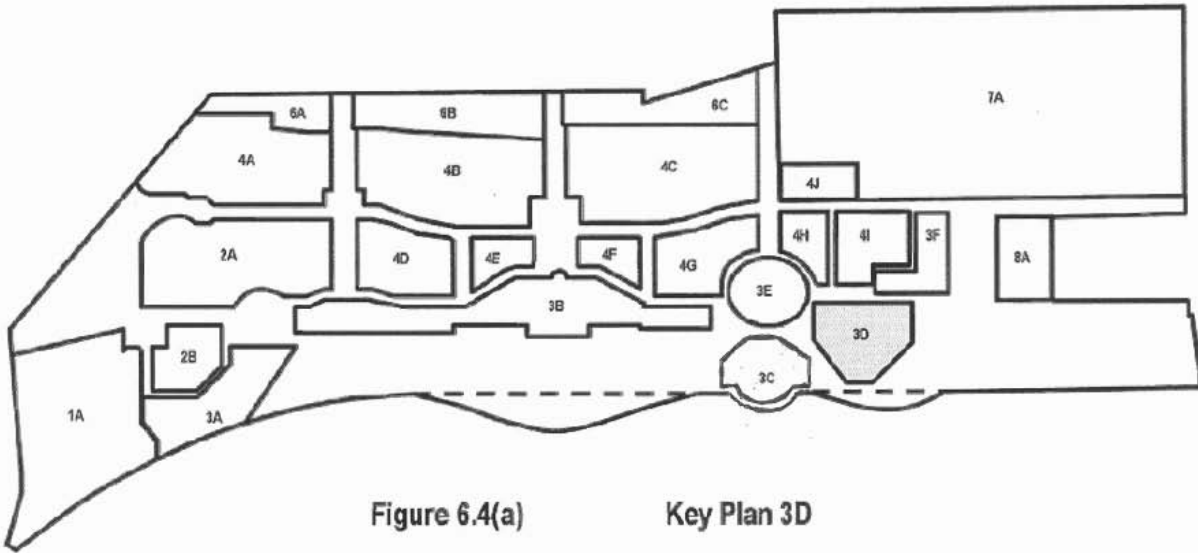 7A
6A
6B
6C
4A
4B
4C
4J
2A
4D
4E
4F
4G
4H
4I
3F
8A
3E
3B
3D
2B
3C
1A
3A
Figure 6.4(a) Key Plan 3D